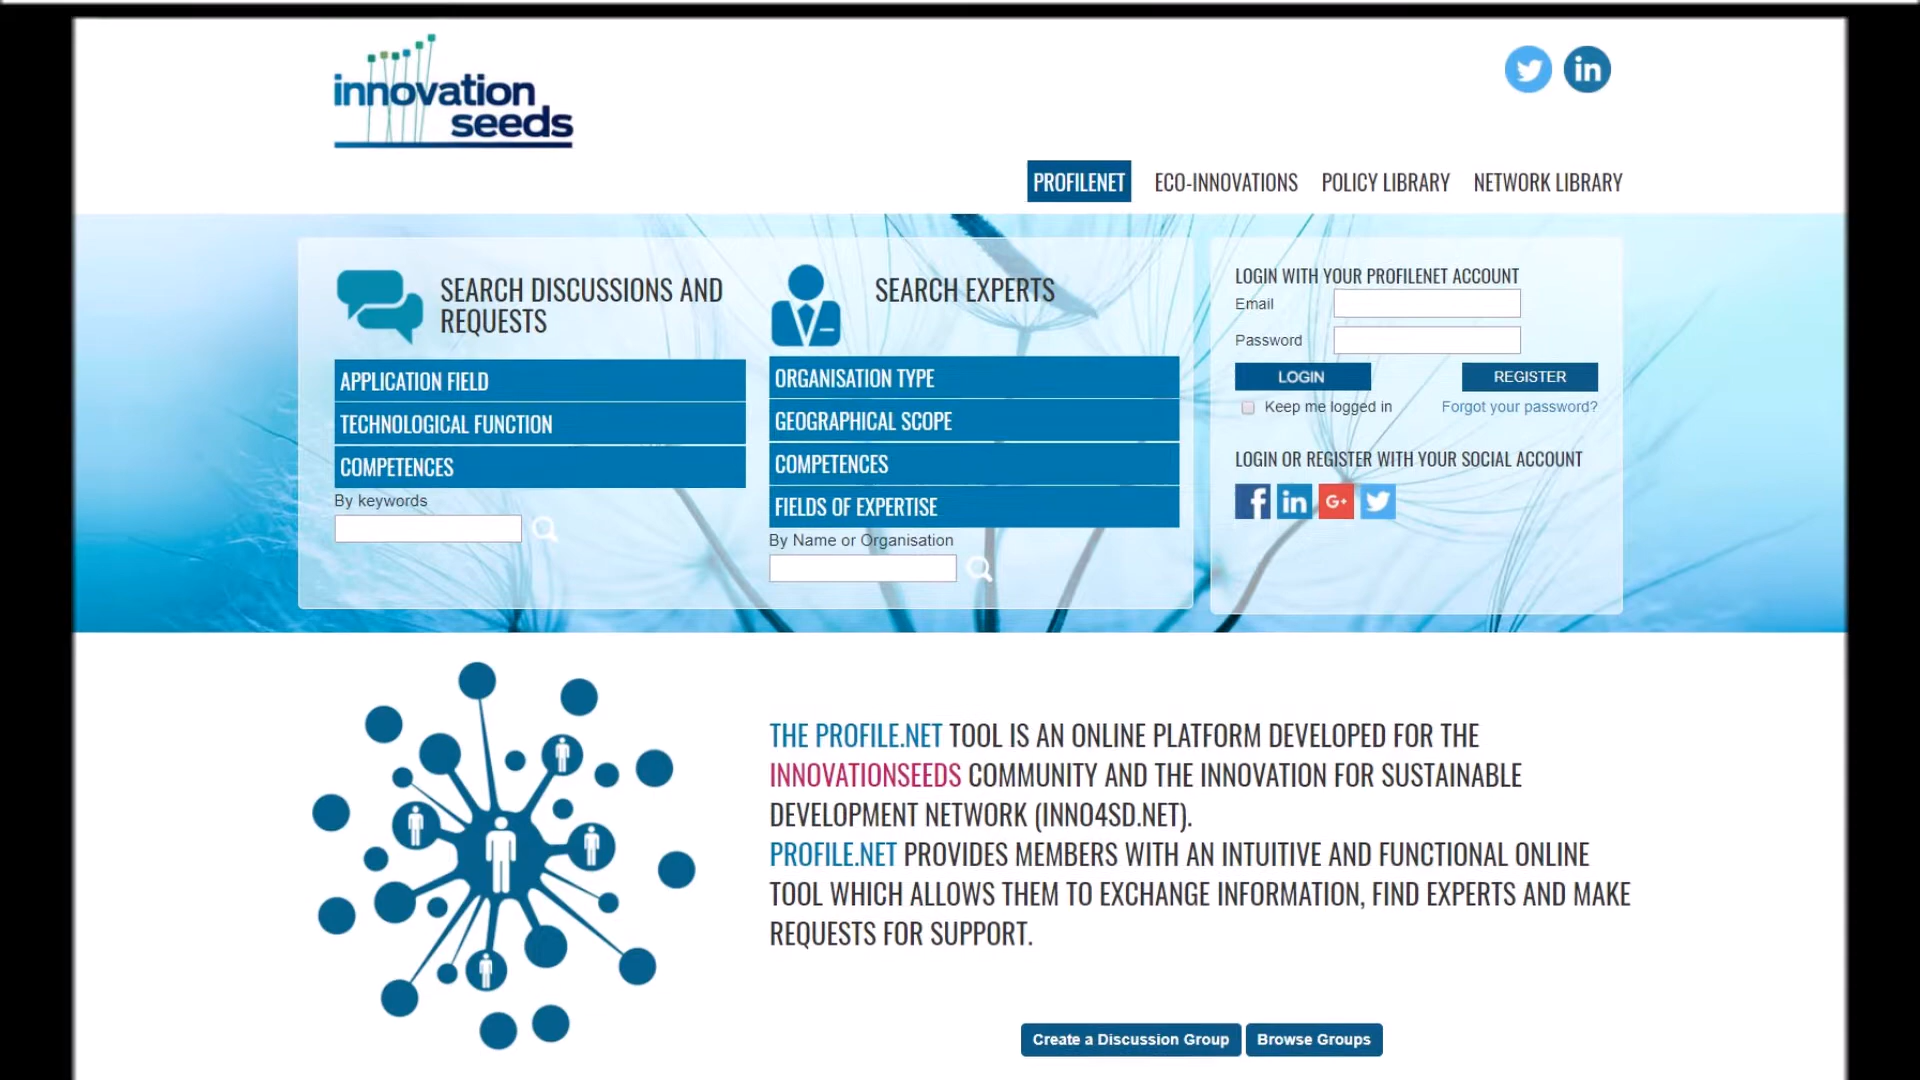 innovation
seeds
in
PROFILENET ECO-INNOVATIONS POLICY LIBRARY NETWORK LIBRARY
SEARCH DISCUSSIONS AND
REQUESTS
APPLICATION FIELD
TECHNOLOGICAL FUNCTION
COMPETENCES
By keywords
SEARCH EXPERTS
ORGANISATION TYPE
GEOGRAPHICAL SCOPE
COMPETENCES
FIELDS OF EXPERTISE
By Name or Organisation
LOGIN WITH YOUR PROFILENET ACCOUNT
Email
Password
LOGIN REGISTER
Keep me logged in Forgot your password?
LOGIN OR REGISTER WITH YOUR SOCIAL ACCOUNT
f in G+
THE PROFILE.NET TOOL IS AN ONLINE PLATFORM DEVELOPED FOR THE
INNOVATIONSEEDS COMMUNITY AND THE INNOVATION FOR SUSTAINABLE
DEVELOPMENT NETWORK (INNO4SD.NET).
PROFILE.NET PROVIDES MEMBERS WITH AN INTUITIVE AND FUNCTIONAL ONLINE
TOOL WHICH ALLOWS THEM TO EXCHANGE INFORMATION, FIND EXPERTS AND MAKE
REQUESTS FOR SUPPORT.
Create a Discussion Group Browse Groups